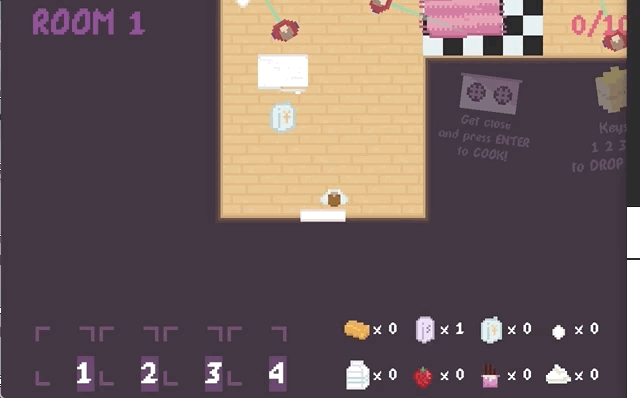 ROOM 1
0/10
Get close
and press ENTER
to COOK!
Keys
1 2 3
to DROP
x 0 x 1 x 0 x 0
1 2 3 4 x 0 x 0 x 0 x 0